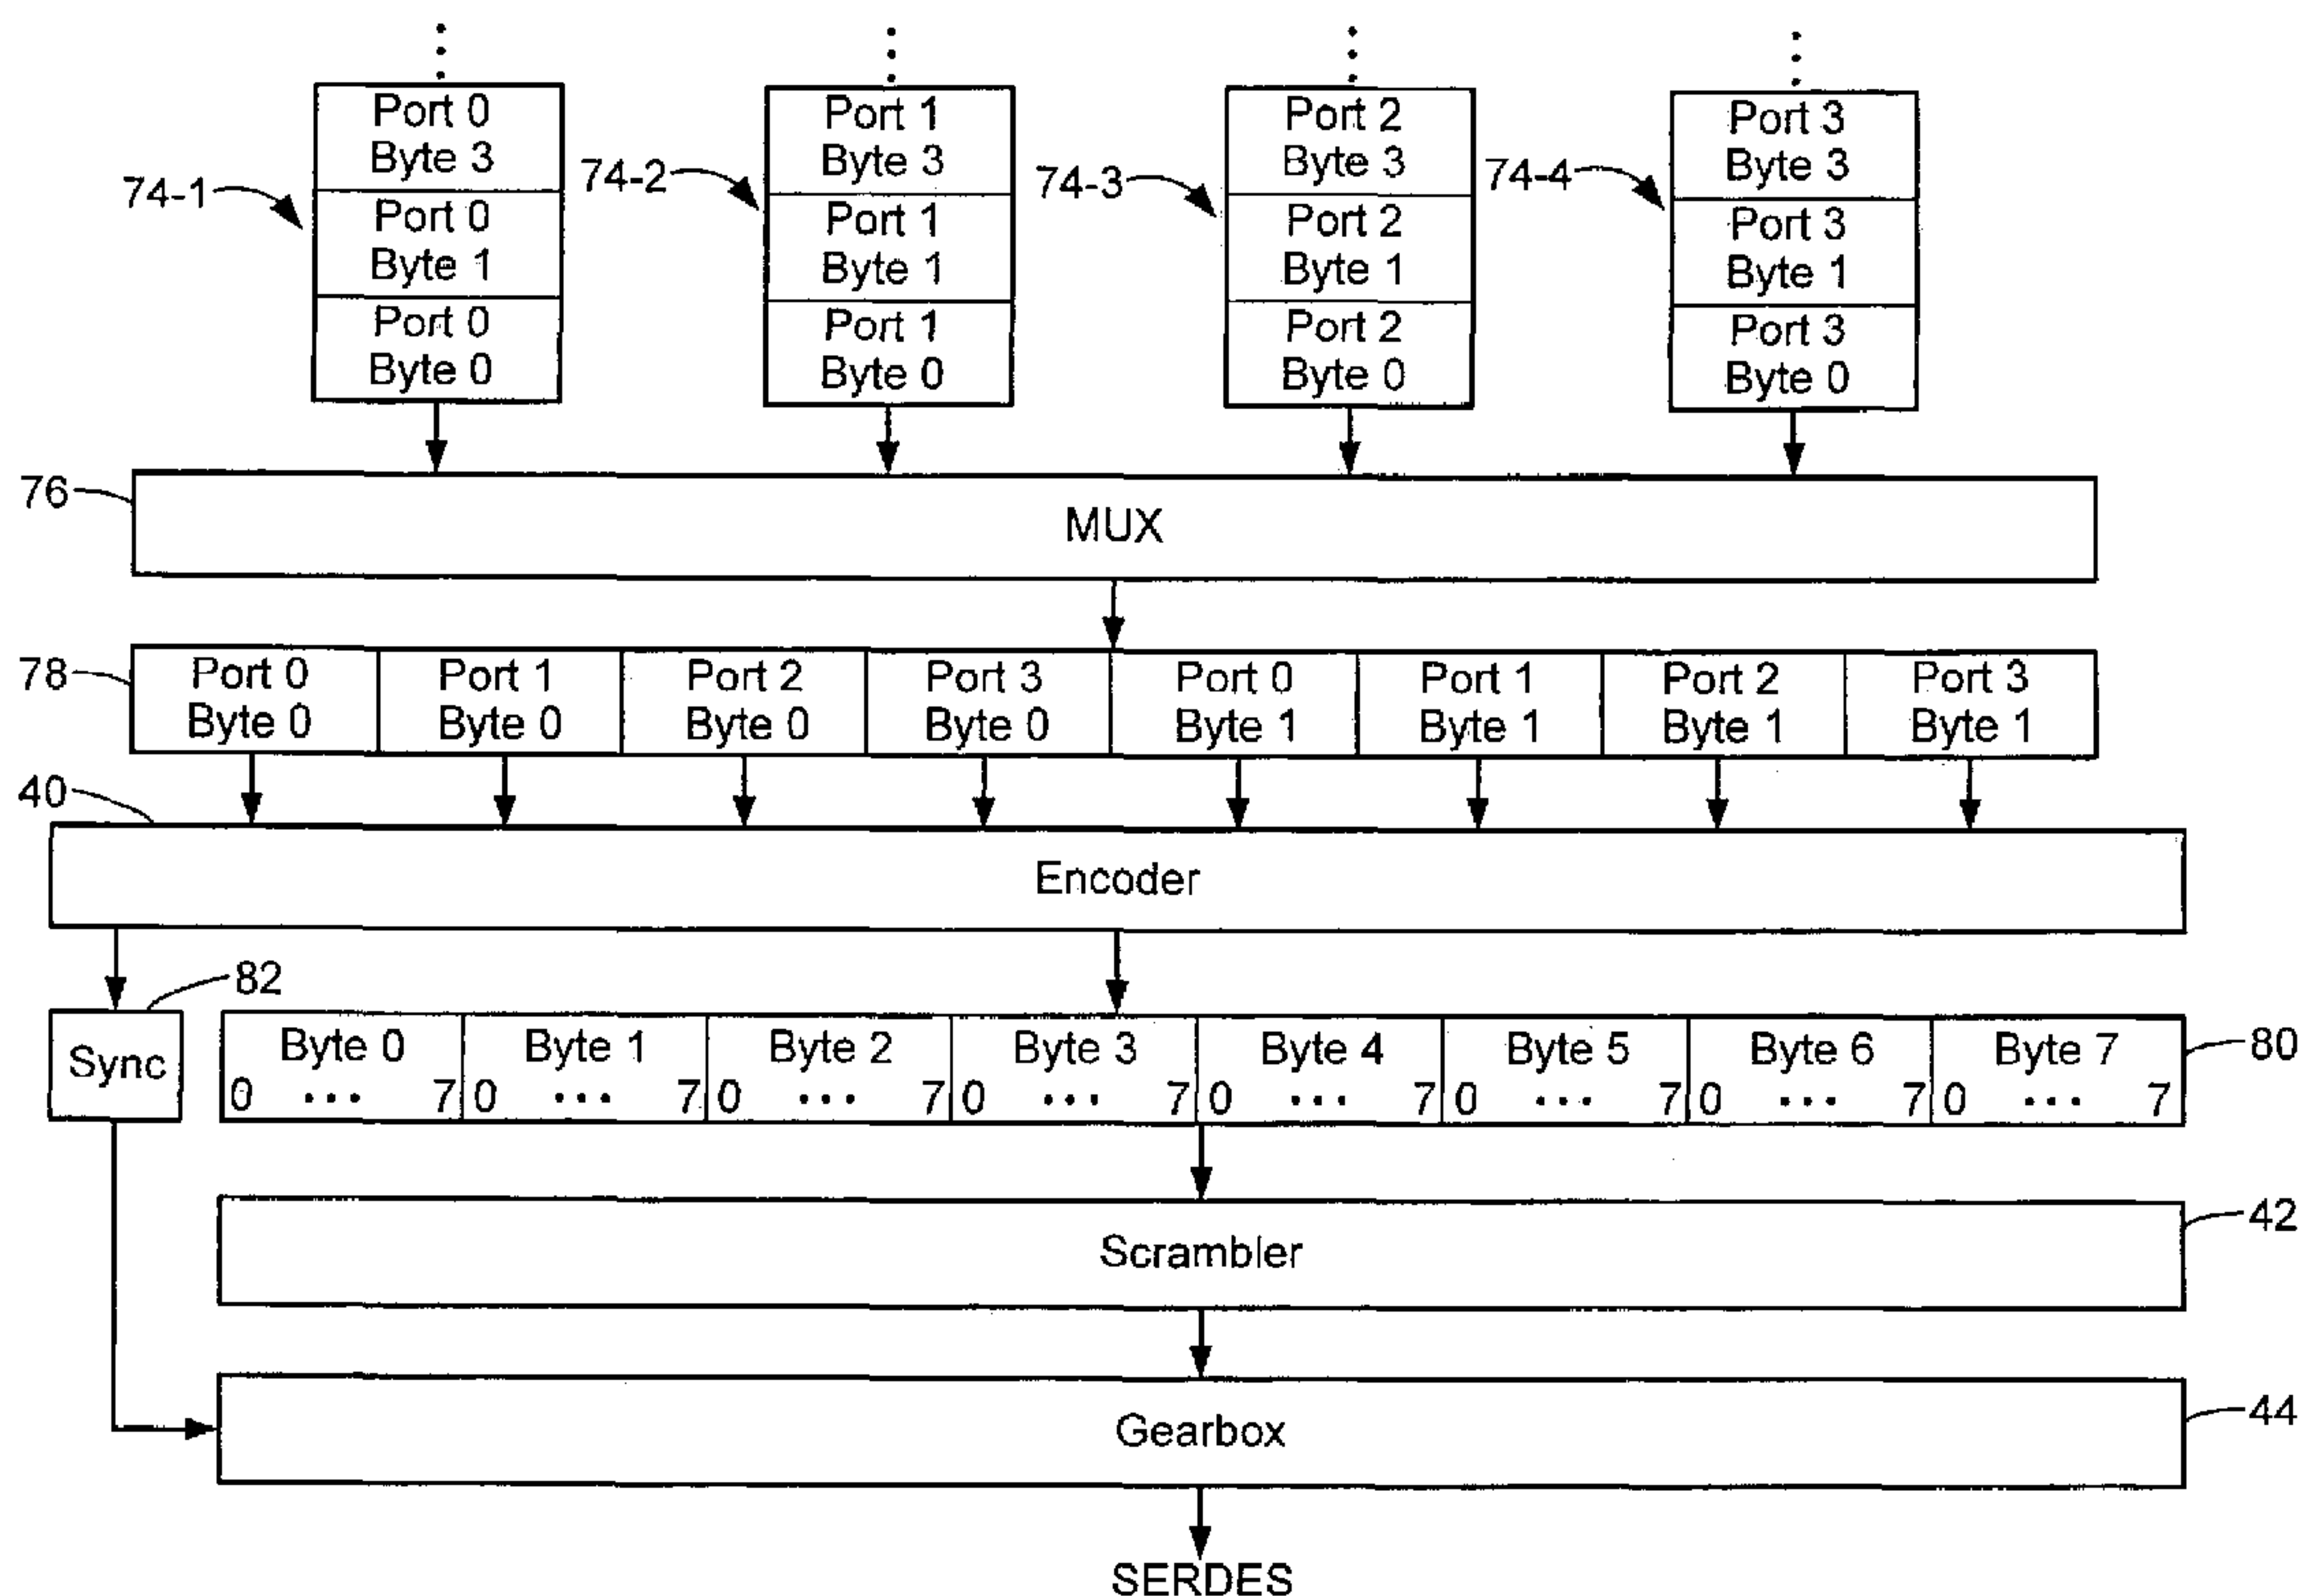 Port 0
Byte 3
Port 0
Byte 1
Port 0
Byte 0
74-1
Port 1
Byte 3
Port 1
Byte 1
Port 1
Byte 0
74-2
Port 2
Byte 3
Port 2
Byte 1
Port 2
Byte 0
74-3
Port 3
Byte 3
Port 3
Byte 1
Port 3
Byte 0
74-4
76
MUX
78
Port 0
Byte 0
Port 1
Byte 0
Port 2
Byte 0
Port 3
Byte 0
Port 0
Byte 1
Port 1
Byte 1
Port 2
Byte 1
Port 3
Byte 1
40
Encoder
82
Sync
Byte 0
0 ... 7
Byte 1
0 ... 7
Byte 2
0 ... 7
Byte 3
0 ... 7
Byte 4
0 ... 7
Byte 5
0 ... 7
Byte 6
0 ... 7
Byte 7
0 ... 7
80
Scrambler
42
Gearbox
44
SERDES